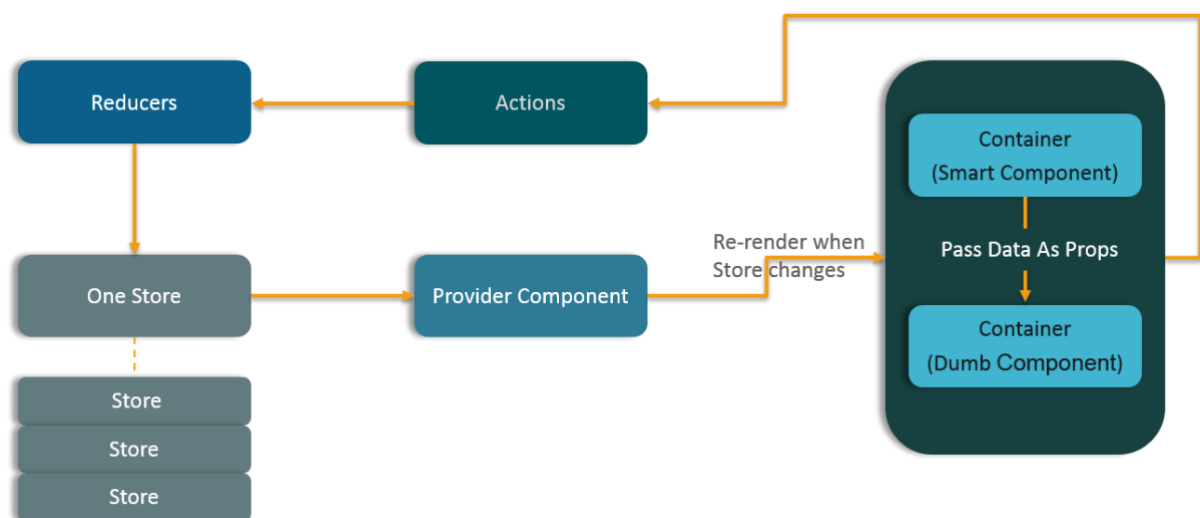 Reducers
Actions
Container
(Smart Component)
Re-render when
Store changes
Pass Data As Props
One Store
Provider Component
Container
(Dumb Component)
Store
Store
Store